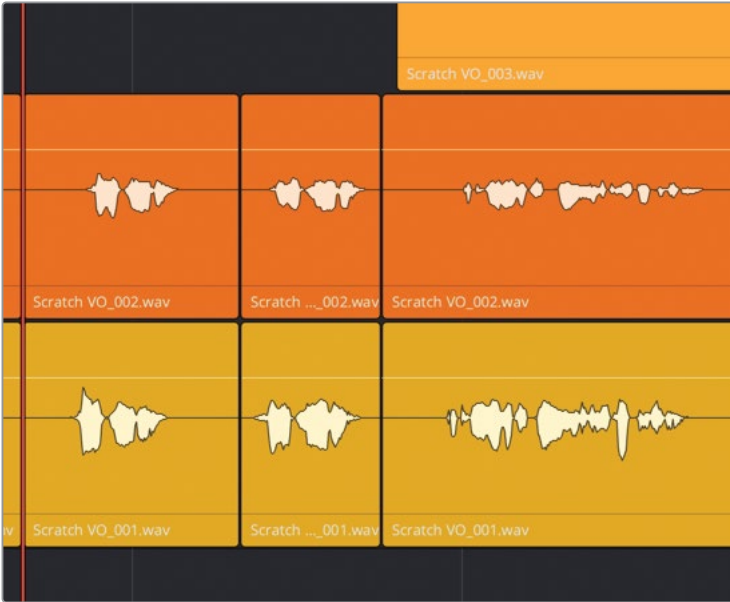 Scratch VO_003.wav
Scratch VO_002.wav
Scratch ..._002.wav
Scratch VO_002.wav
av
Scratch VO_001.wav
Scratch ..._001.wav
Scratch VO_001.wav